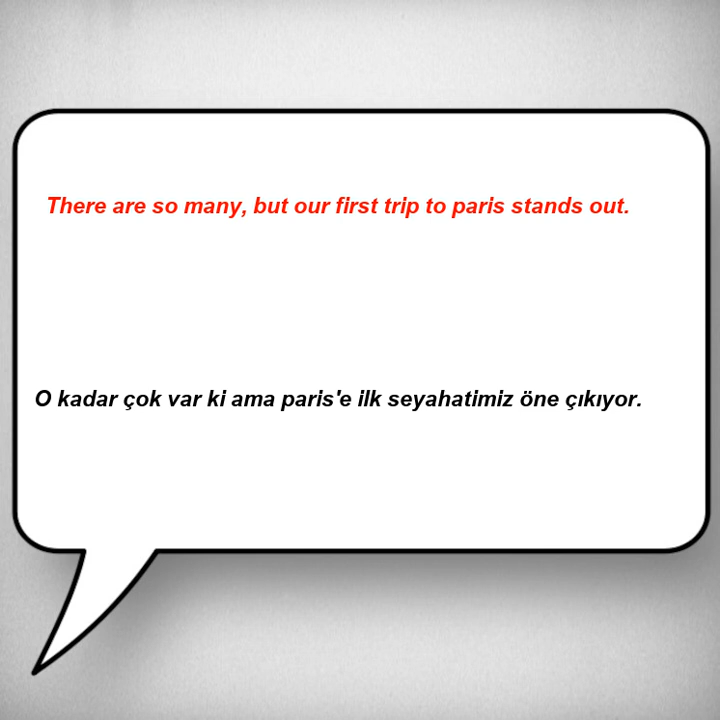 There are so many, but our first trip to paris stands out.
O kadar çok var ki ama paris'e ilk seyahatimiz öne çıkıyor.